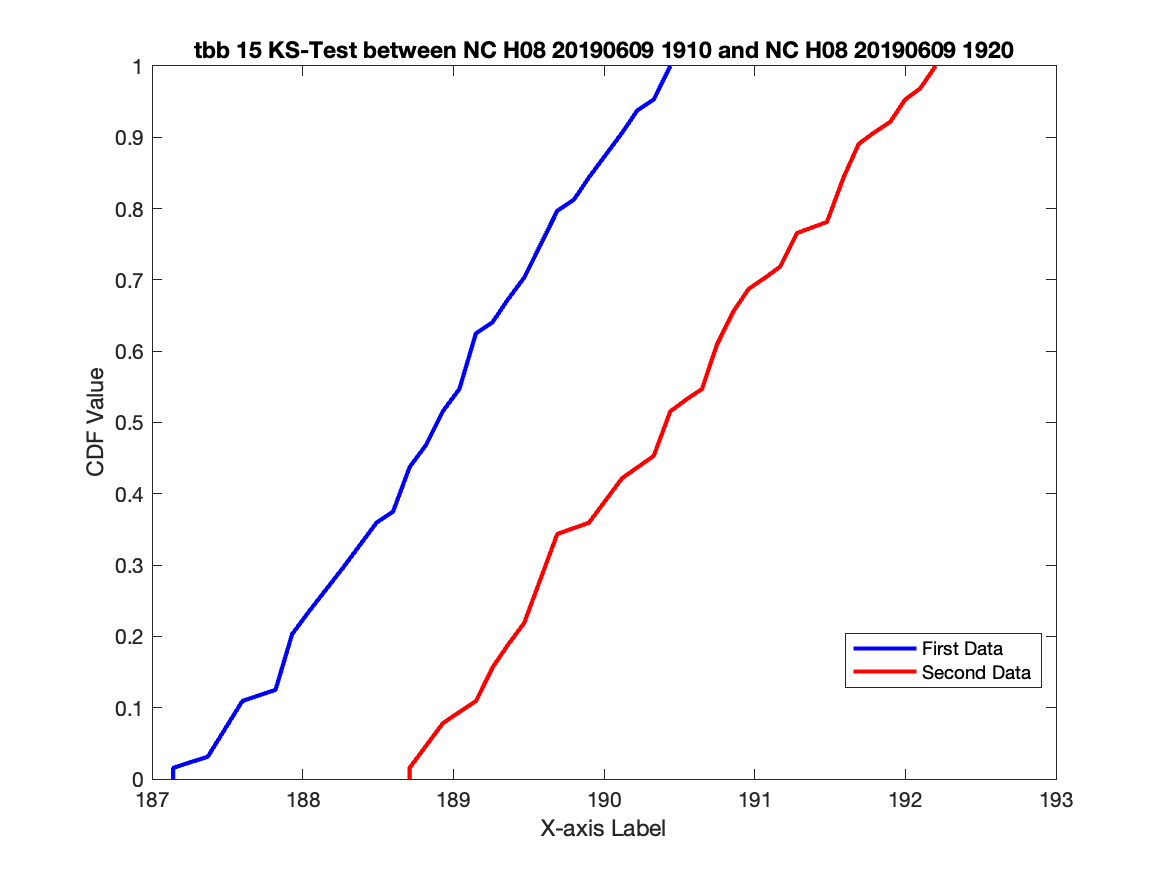 tbb 15 KS-Test between NC H08 20190609 1910 and NC H08 20190609 1920
1
0.9
0.8
0.7
0.6
0.5
0.4
0.3
0.2
0.1
0
CDF Value
First Data
Second Data
187 188 189 190 191 192 193
X-axis Label